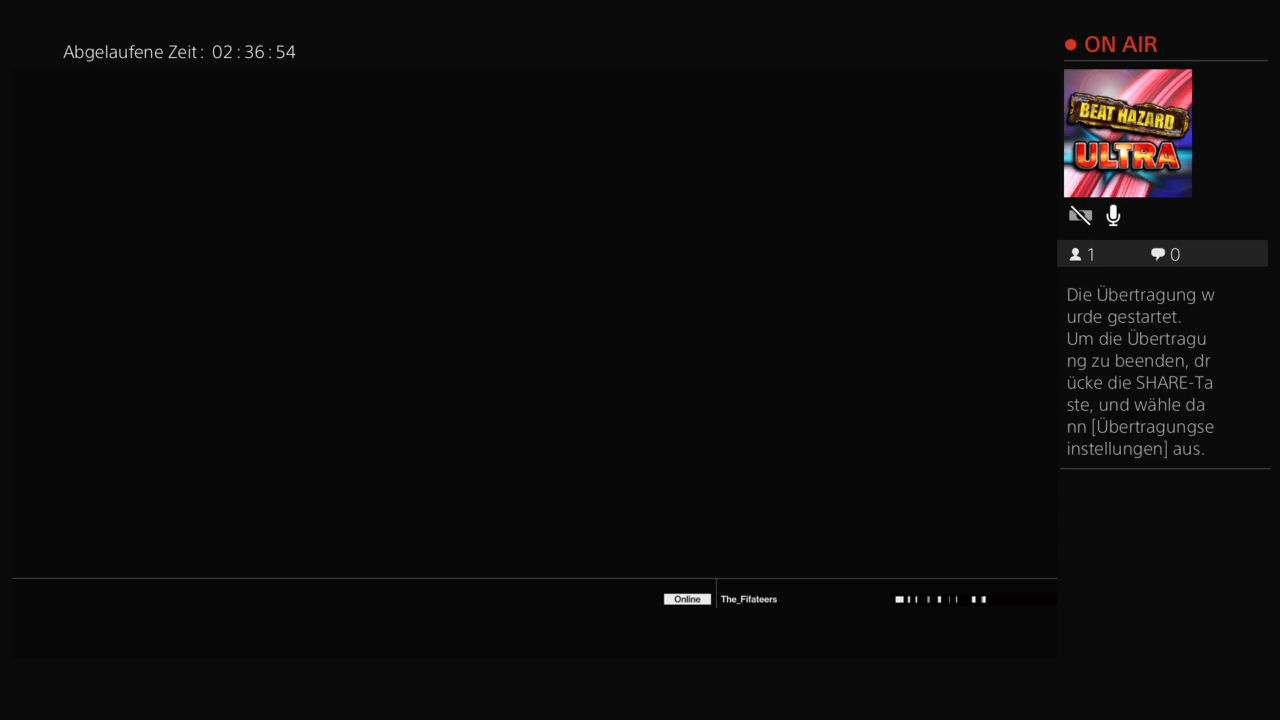 Abgelaufene Zeit: 02:36:54
ON AIR
BEAT HAZARD
ULTRA
1 0
Die Übertragung w
urde gestartet.
Um die Übertragu
ng zu beenden, dr
ücke die SHARE-Ta
ste, und wähle da
nn [Übertragungse
instellungen] aus.
Online The_Fifateers